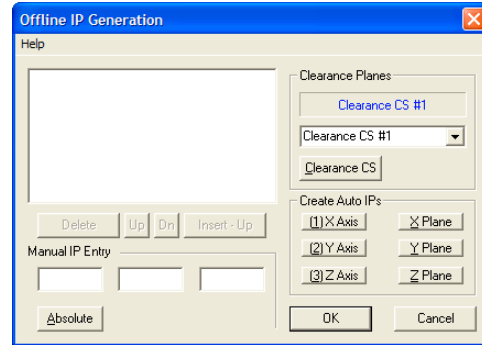 Offline IP Generation
Help
Clearance Planes
Clearance CS #1
Clearance CS #1
Clearance CS
Create Auto IPs
(1) X Axis X Plane
(2) Y Axis Y Plane
(3) Z Axis Z Plane
Delete Up Dn Insert - Up
Manual IP Entry
Absolute
OK Cancel